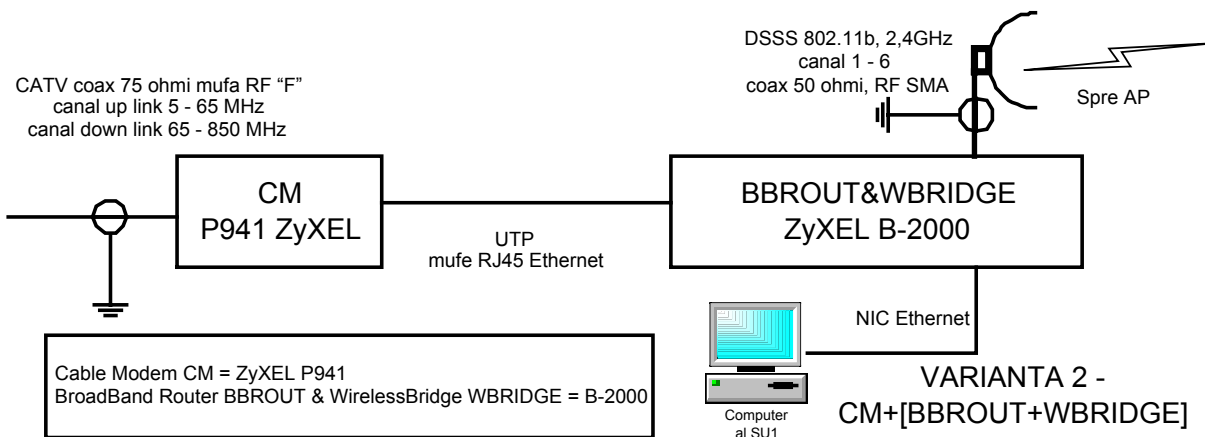 DSSS 802.11b, 2,4GHz
canal 1 - 6
coax 50 ohmi, RF SMA
Spre AP
CATV coax 75 ohmi mufa RF “F”
canal up link 5 - 65 MHz
canal down link 65 - 850 MHz
CM
P941 ZyXEL
UTP
mufe RJ45 Ethernet
BBROUT&WBRIDGE
ZyXEL B-2000
NIC Ethernet
Cable Modem CM = ZyXEL P941
BroadBand Router BBROUT & WirelessBridge WBRIDGE = B-2000
Computer
al SU1
VARIANTA 2 -
CM+[BBROUT+WBRIDGE]